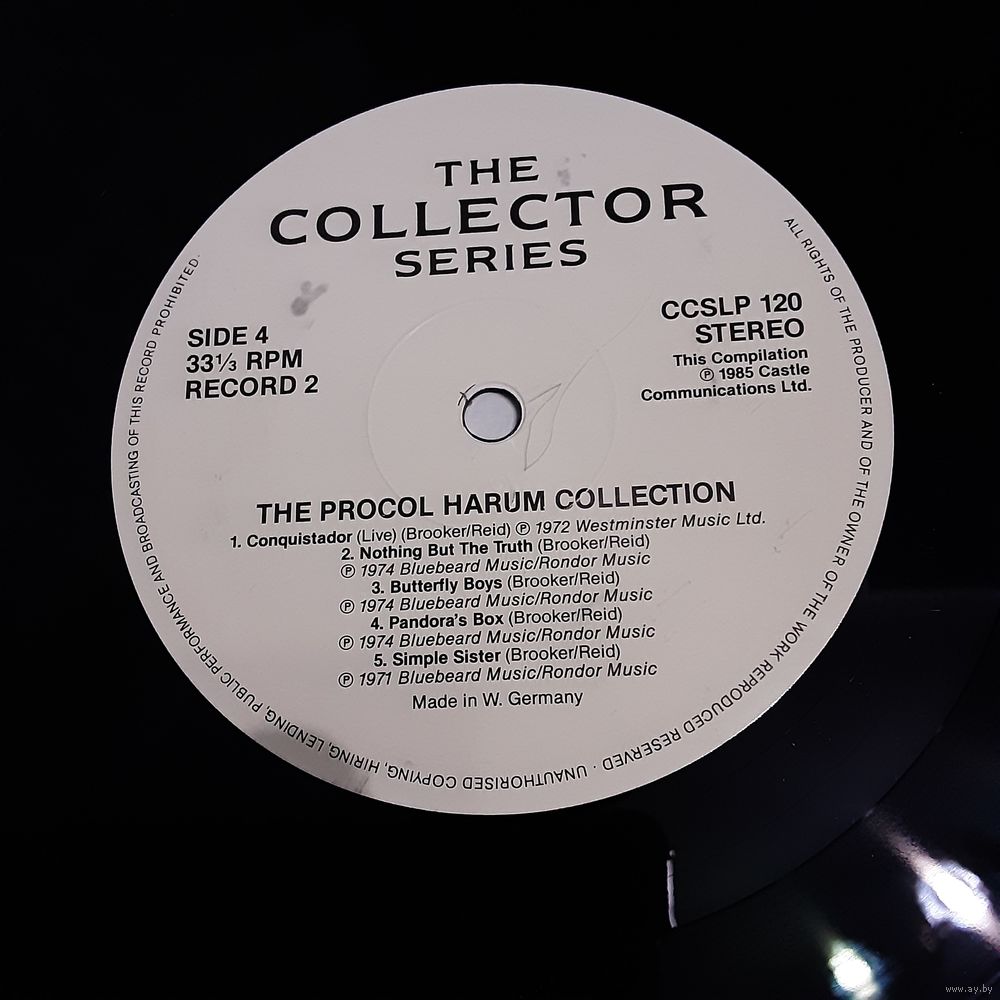 THE
COLLECTOR
SERIES
SIDE 4
33⅓ RPM
RECORD 2
CCSLP 120
STEREO
This Compilation
℗ 1985 Castle
Communications Ltd.
THE PROCOL HARUM COLLECTION
1. Conquistador (Live) (Brooker/Reid) ℗ 1972 Westminster Music Ltd.
2. Nothing But The Truth (Brooker/Reid)
℗ 1974 Bluebeard Music/Rondor Music
3. Butterfly Boys (Brooker/Reid)
℗ 1974 Bluebeard Music/Rondor Music
4. Pandora's Box (Brooker/Reid)
℗ 1974 Bluebeard Music/Rondor Music
5. Simple Sister (Brooker/Reid)
℗ 1971 Bluebeard Music/Rondor Music
Made in W. Germany
ALL RIGHTS OF THE PRODUCER AND OF THE OWNER OF THE WORK REPRODUCED RESERVED · UNAUTHORISED COPYING, HIRING, LENDING, PUBLIC PERFORMANCE AND BROADCASTING OF THIS RECORD PROHIBITED.
www.ay.by